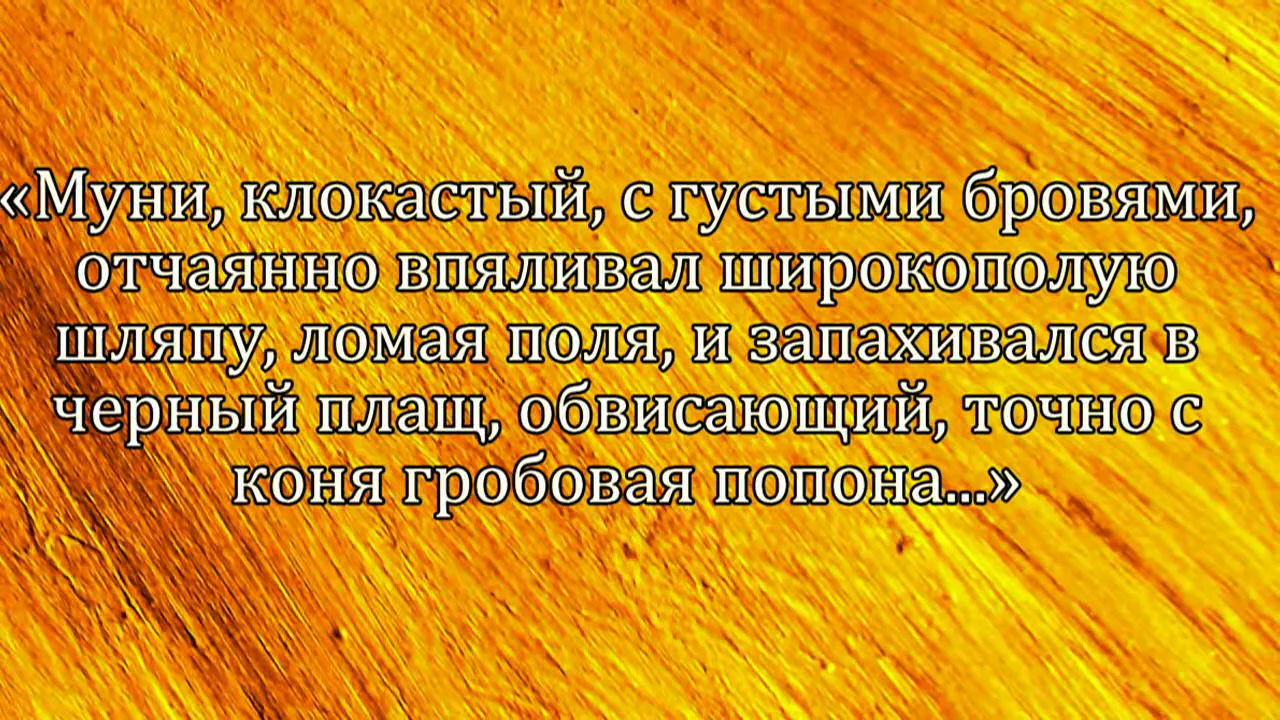 «Муни, клокастый, с густыми бровями,
отчаянно впяливал широкополую
шляпу, ломая поля, и запахивался в
черный плащ, обвисающий, точно с
коня гробовая попона...»